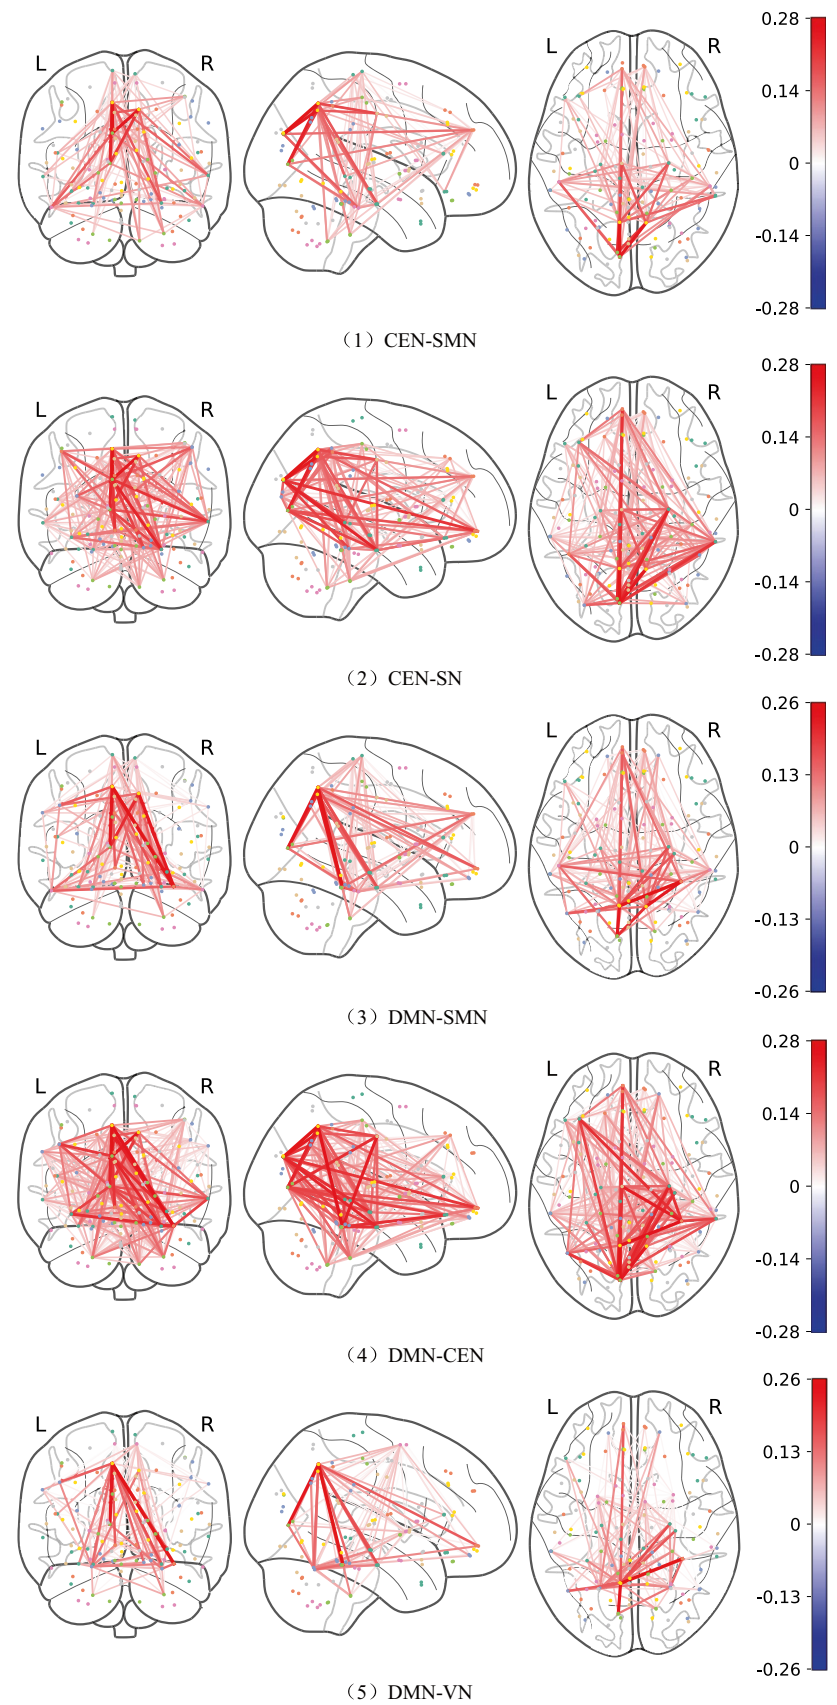 L R L R 0.28
0.14
0
-0.14
-0.28
（1）CEN-SMN
L R L R 0.28
0.14
0
-0.14
-0.28
（2）CEN-SN
L R L R 0.26
0.13
0
-0.13
-0.26
（3）DMN-SMN
L R L R 0.28
0.14
0
-0.14
-0.28
（4）DMN-CEN
L R L R 0.26
0.13
0
-0.13
-0.26
（5）DMN-VN